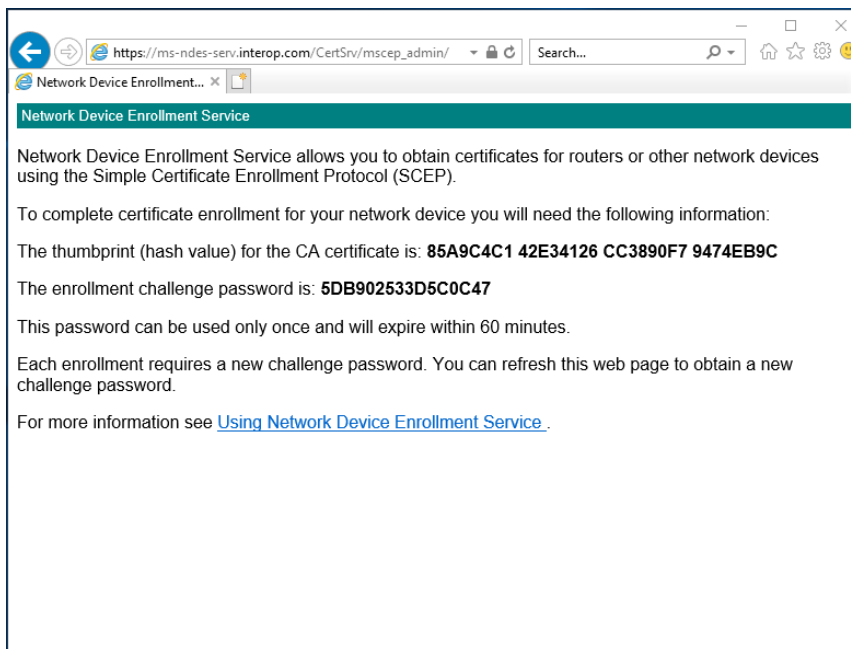 https://ms-ndes-serv.interop.com/CertSrv/mscep_admin/
Search...
Network Device Enrollment...
Network Device Enrollment Service
Network Device Enrollment Service allows you to obtain certificates for routers or other network devices
using the Simple Certificate Enrollment Protocol (SCEP).
To complete certificate enrollment for your network device you will need the following information:
The thumbprint (hash value) for the CA certificate is: 85A9C4C1 42E34126 CC3890F7 9474EB9C
The enrollment challenge password is: 5DB902533D5C0C47
This password can be used only once and will expire within 60 minutes.
Each enrollment requires a new challenge password. You can refresh this web page to obtain a new
challenge password.
For more information see Using Network Device Enrollment Service .